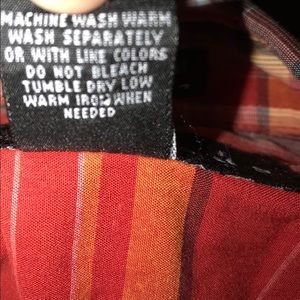 MACHINE WASH WARM
WASH SEPARATELY
OR WITH LIKE COLORS
DO NOT BLEACH
TUMBLE DRY LOW
WARM IRON WHEN
NEEDED